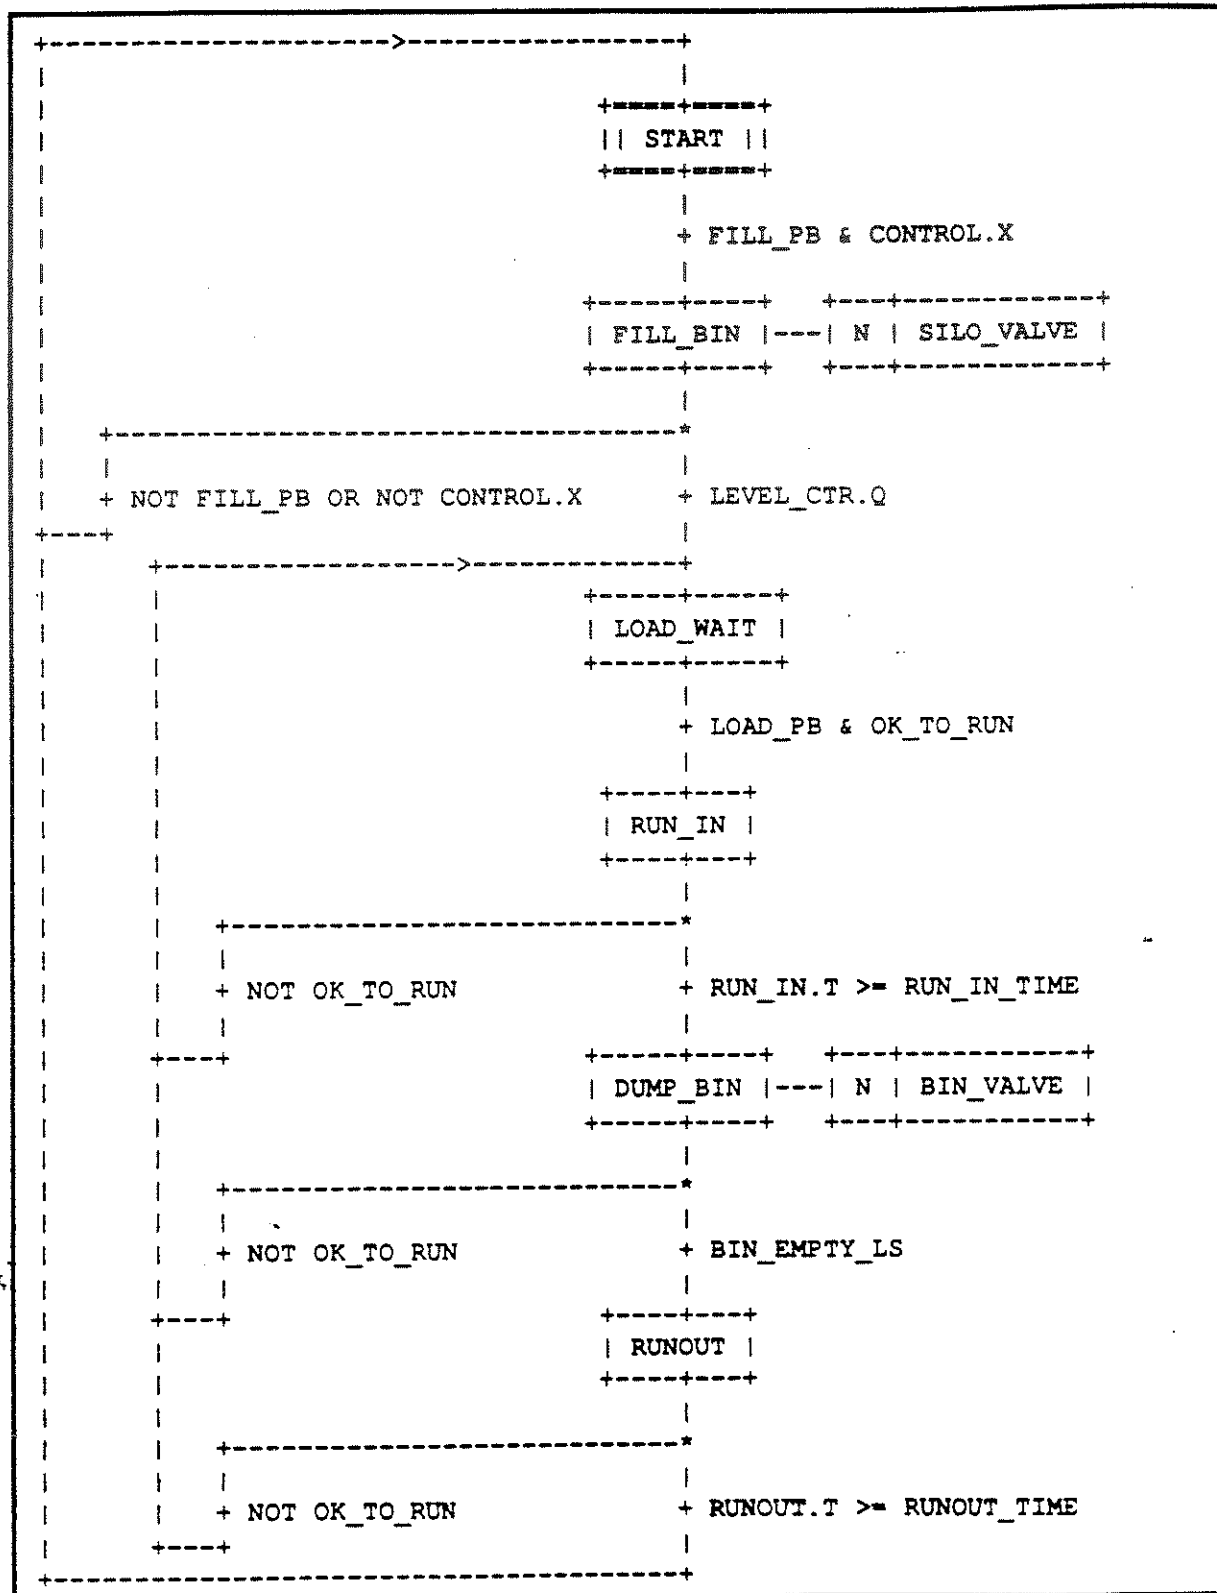 START
FILL_PB & CONTROL.X
FILL_BIN N SILO_VALVE
NOT FILL_PB OR NOT CONTROL.X LEVEL_CTR.Q
LOAD_WAIT
LOAD_PB & OK_TO_RUN
RUN_IN
NOT OK_TO_RUN RUN_IN.T >= RUN_IN_TIME
DUMP_BIN N BIN_VALVE
NOT OK_TO_RUN BIN_EMPTY_LS
RUNOUT
NOT OK_TO_RUN RUNOUT.T >= RUNOUT_TIME